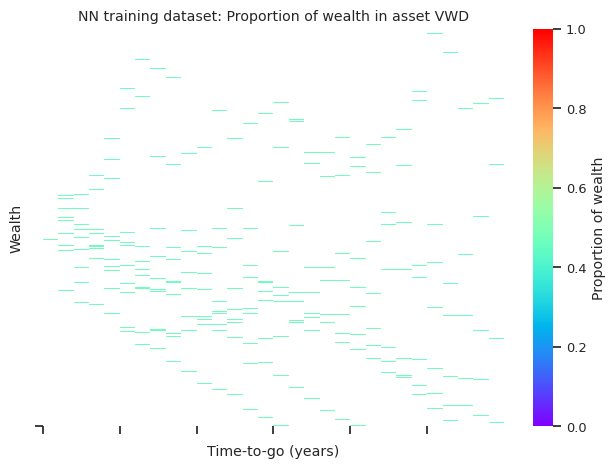 NN training dataset: Proportion of wealth in asset VWD
1.0
0.8
0.6
0.4
0.2
0.0
Proportion of wealth
Wealth
Time-to-go (years)